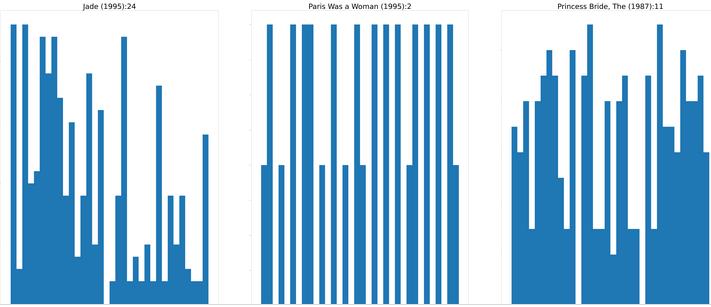 Jade (1995):24
Paris Was a Woman (1995):2
Princess Bride, The (1987):11